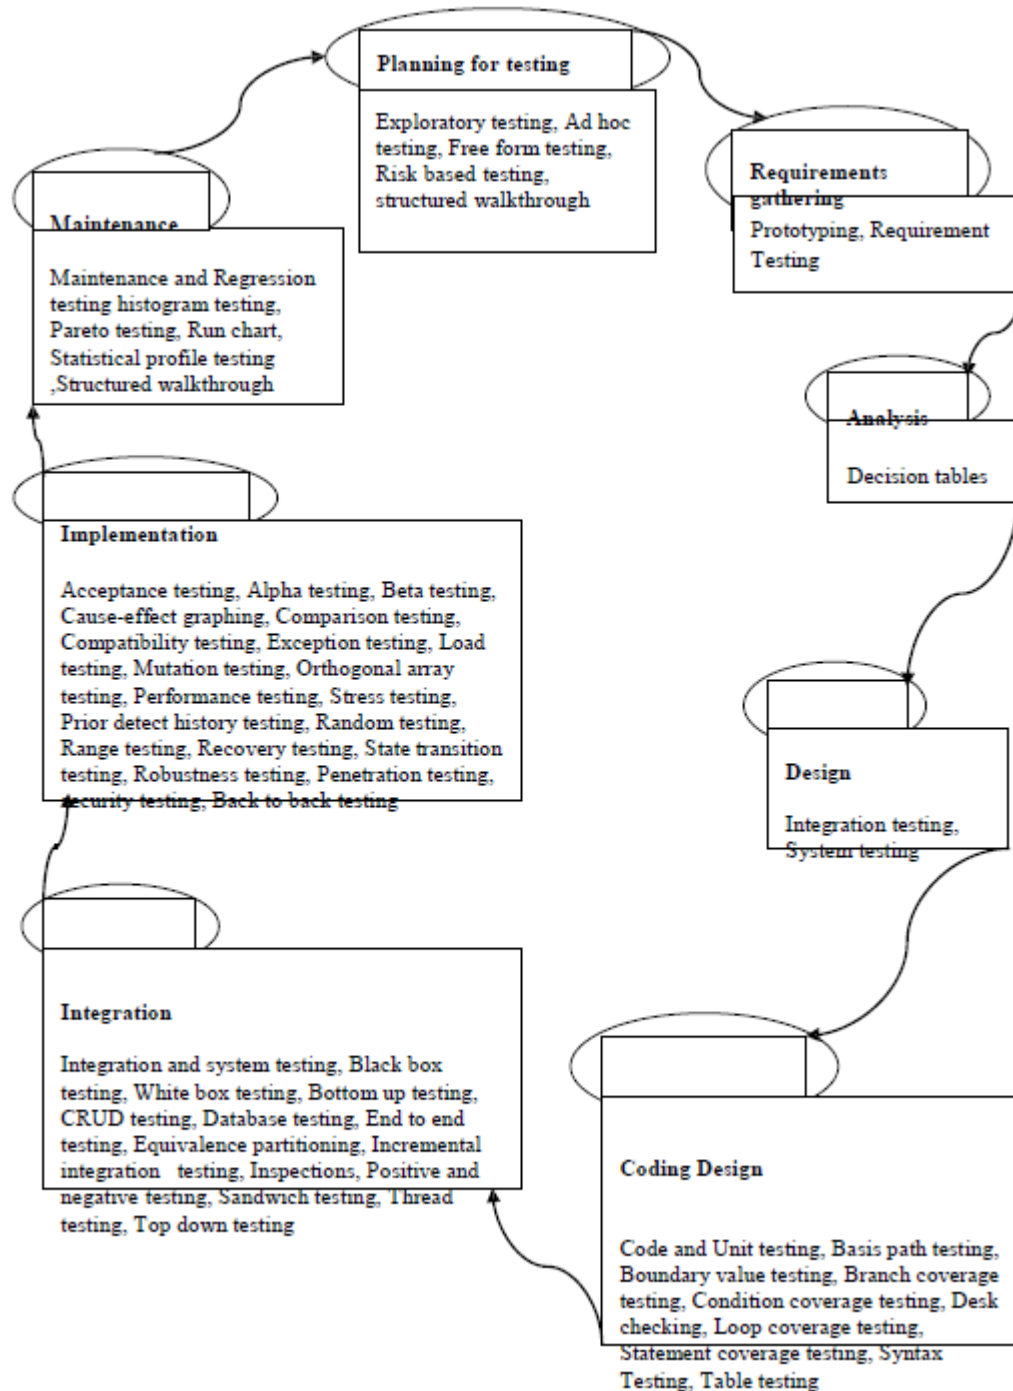 Planning for testing
Exploratory testing, Ad hoc
testing, Free form testing,
Risk based testing,
structured walkthrough
Requirements
gathering
Prototyping, Requirement
Testing
Analysis
Decision tables
Design
Integration testing,
System testing
Coding Design
Code and Unit testing, Basis path testing,
Boundary value testing, Branch coverage
testing, Condition coverage testing, Desk
checking, Loop coverage testing,
Statement coverage testing, Syntax
Testing, Table testing
Integration
Integration and system testing, Black box
testing, White box testing, Bottom up testing,
CRUD testing, Database testing, End to end
testing, Equivalence partitioning, Incremental
integration testing, Inspections, Positive and
negative testing, Sandwich testing, Thread
testing, Top down testing
Implementation
Acceptance testing, Alpha testing, Beta testing,
Cause-effect graphing, Comparison testing,
Compatibility testing, Exception testing, Load
testing, Mutation testing, Orthogonal array
testing, Performance testing, Stress testing,
Prior detect history testing, Random testing,
Range testing, Recovery testing, State transition
testing, Robustness testing, Penetration testing,
security testing, Back to back testing
Maintenance
Maintenance and Regression
testing histogram testing,
Pareto testing, Run chart,
Statistical profile testing
,Structured walkthrough